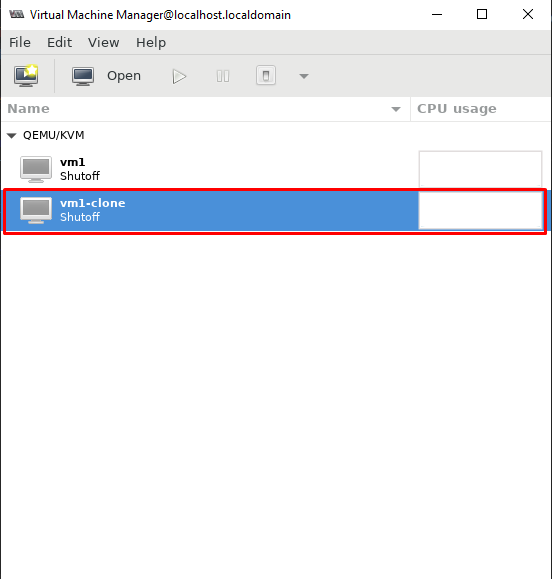 Virtual Machine Manager@localhost.localdomain
File Edit View Help
Open
Name CPU usage
QEMU/KVM
vm1
Shutoff
vm1-clone
Shutoff